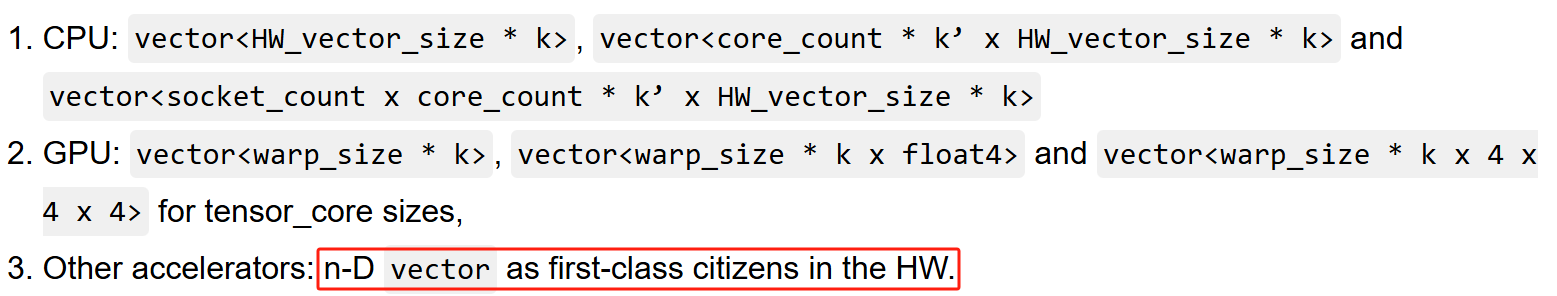 1. CPU: vector<HW_vector_size * k>, vector<core_count * k’ x HW_vector_size * k> and
vector<socket_count x core_count * k’ x HW_vector_size * k>
2. GPU: vector<warp_size * k>, vector<warp_size * k x float4> and vector<warp_size * k x 4 x
4 x 4> for tensor_core sizes,
3. Other accelerators: n-D vector as first-class citizens in the HW.